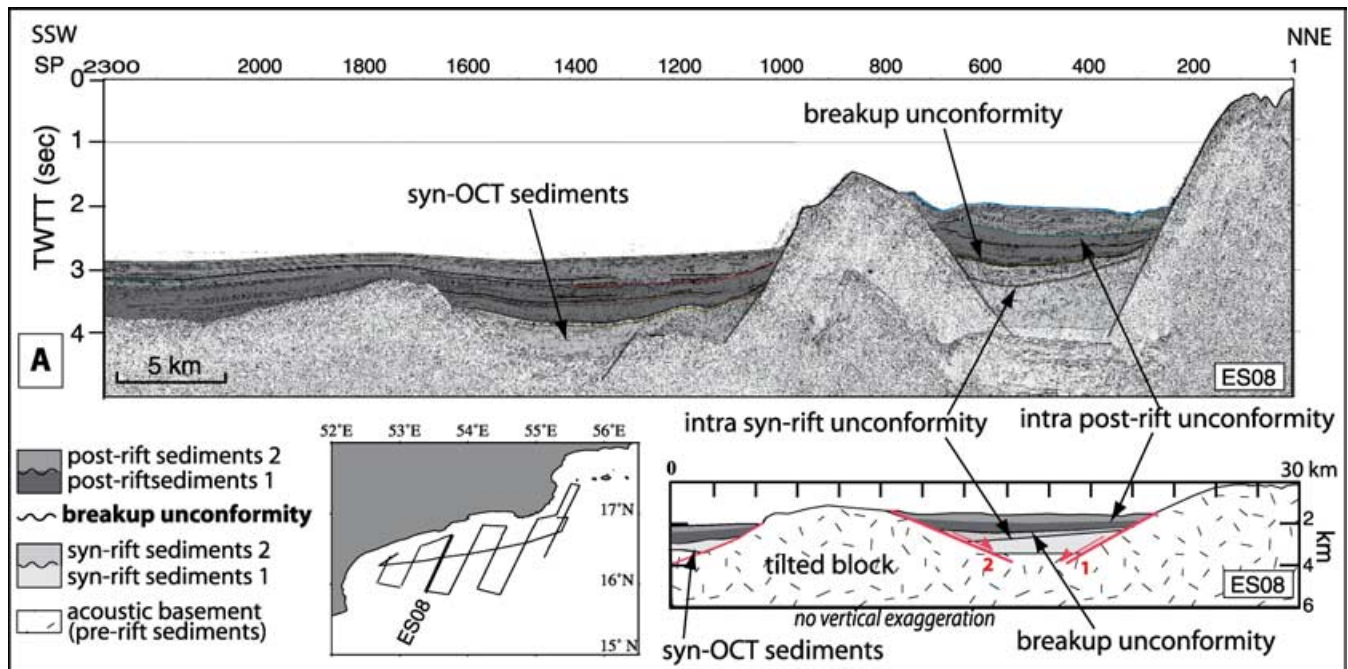 SSW NNE
SP 2300 2000 1800 1600 1400 1200 1000 800 600 400 200 1
0
1
2
3
4
TWTT (sec)
breakup unconformity
syn-OCT sediments
A
5 km
ES08
intra syn-rift unconformity
intra post-rift unconformity
post-rift sediments 2
post-riftsediments 1
breakup unconformity
syn-rift sediments 2
syn-rift sediments 1
acoustic basement
(pre-rift sediments)
52°E 53°E 54°E 55°E 56°E
17°N
16°N
15°N
ES08
0 30 km
2
4
6
km
tilted block
2
1
ES08
no vertical exaggeration
syn-OCT sediments
breakup unconformity